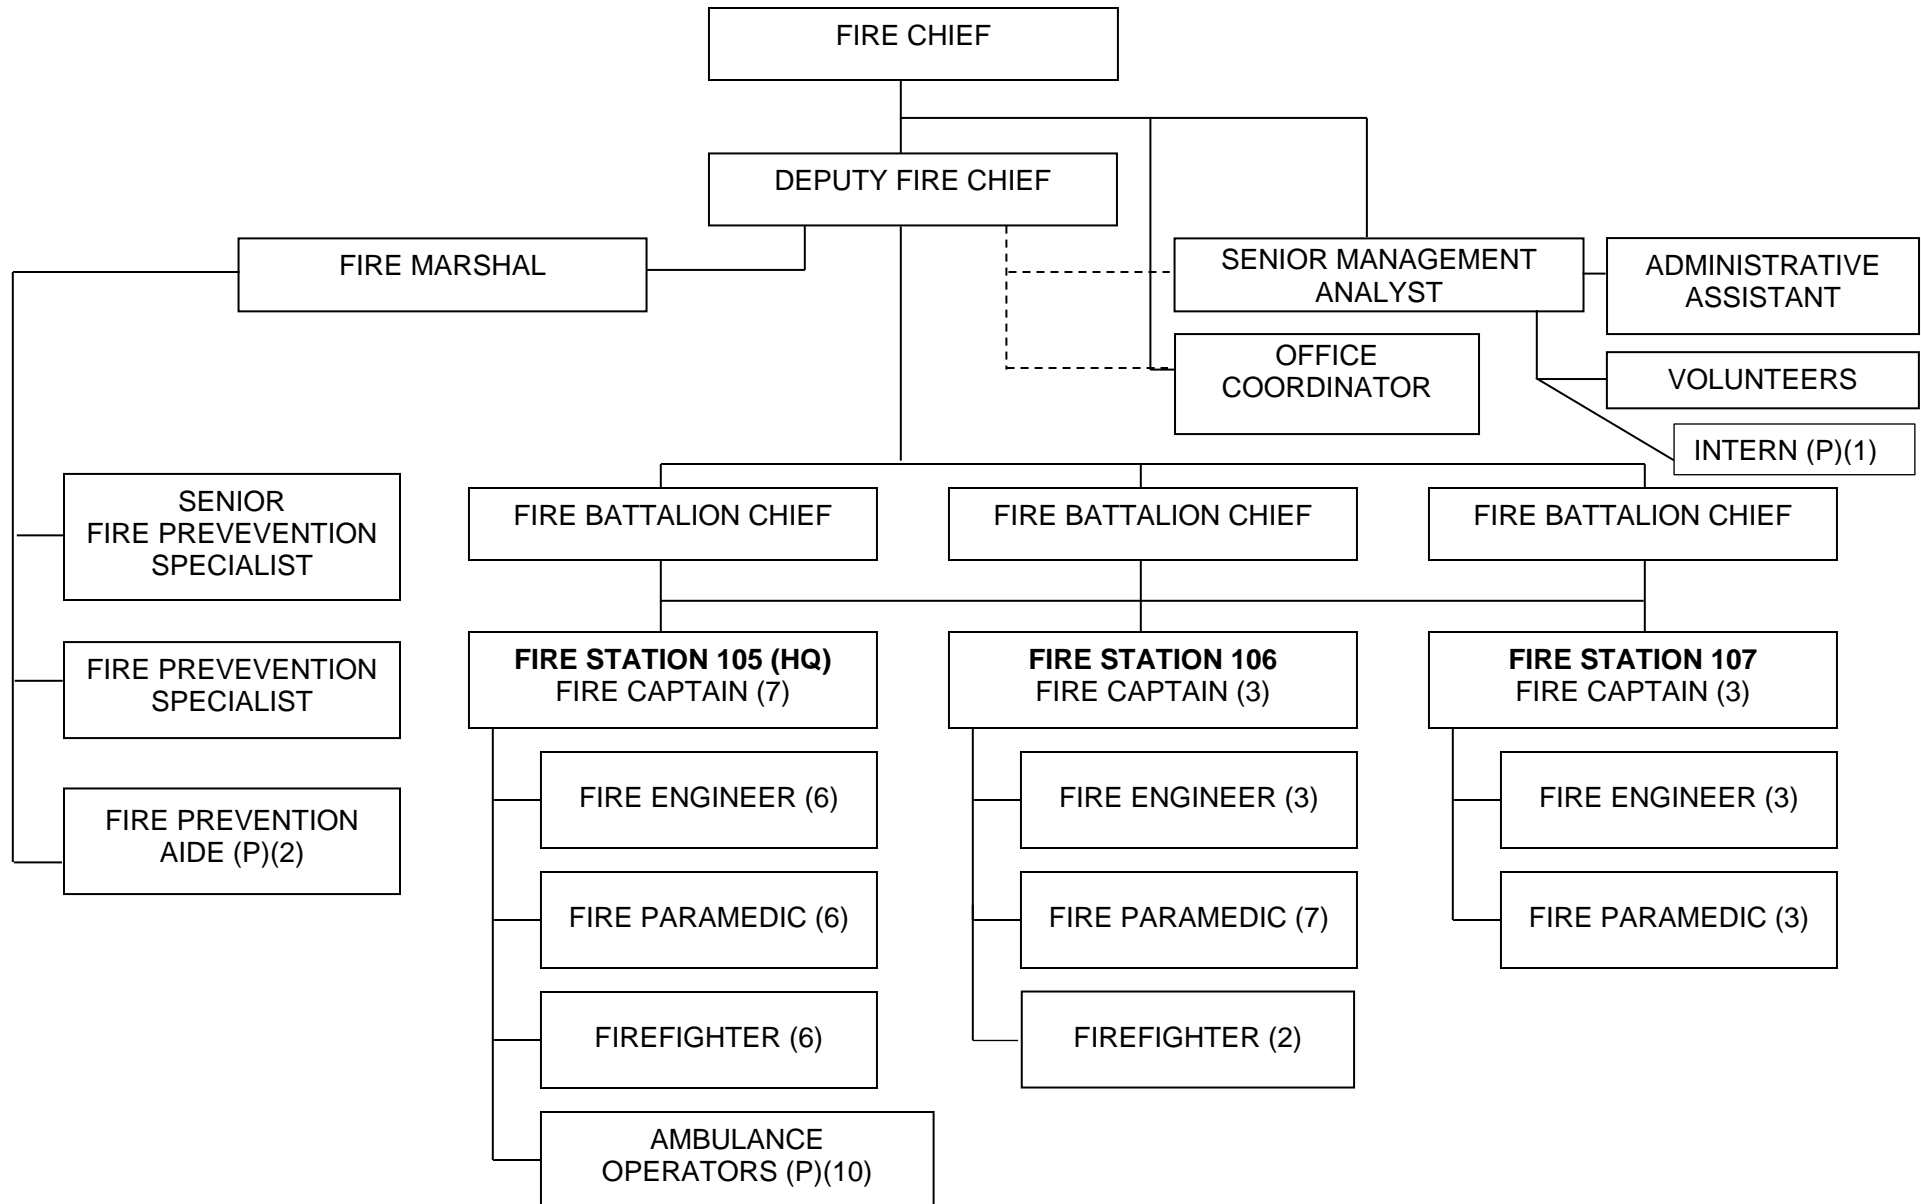 FIRE CHIEF
DEPUTY FIRE CHIEF
FIRE MARSHAL
SENIOR MANAGEMENT
ANALYST
ADMINISTRATIVE
ASSISTANT
OFFICE
COORDINATOR
VOLUNTEERS
INTERN (P)(1)
SENIOR
FIRE PREVEVENTION
SPECIALIST
FIRE PREVEVENTION
SPECIALIST
FIRE PREVENTION
AIDE (P)(2)
FIRE BATTALION CHIEF
FIRE BATTALION CHIEF
FIRE BATTALION CHIEF
FIRE STATION 105 (HQ)
FIRE CAPTAIN (7)
FIRE ENGINEER (6)
FIRE PARAMEDIC (6)
FIREFIGHTER (6)
AMBULANCE
OPERATORS (P)(10)
FIRE STATION 106
FIRE CAPTAIN (3)
FIRE ENGINEER (3)
FIRE PARAMEDIC (7)
FIREFIGHTER (2)
FIRE STATION 107
FIRE CAPTAIN (3)
FIRE ENGINEER (3)
FIRE PARAMEDIC (3)